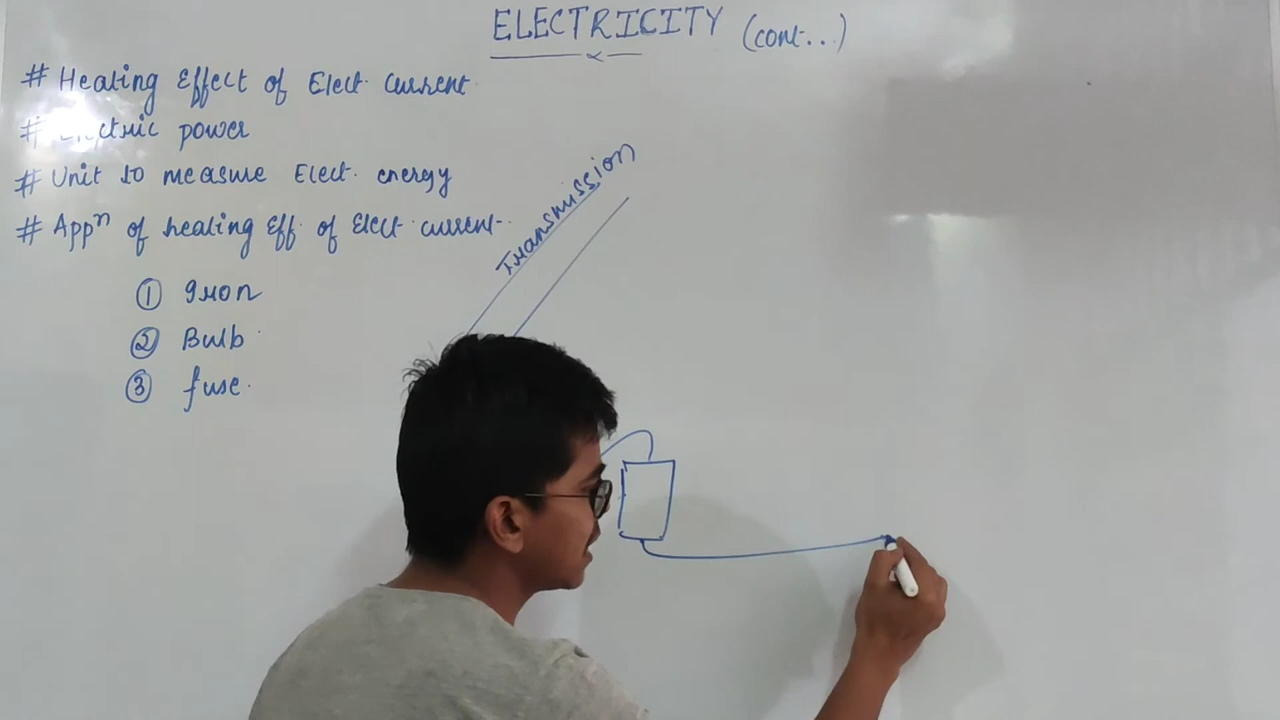 ELECTRICITY (cont...)
# Heating Effect of Elect. Current
# Electric power
# Unit to measure Elect. energy
# Appn of heating Eff. of Elect. current.
① Iron
② Bulb
③ fuse.
Transmission